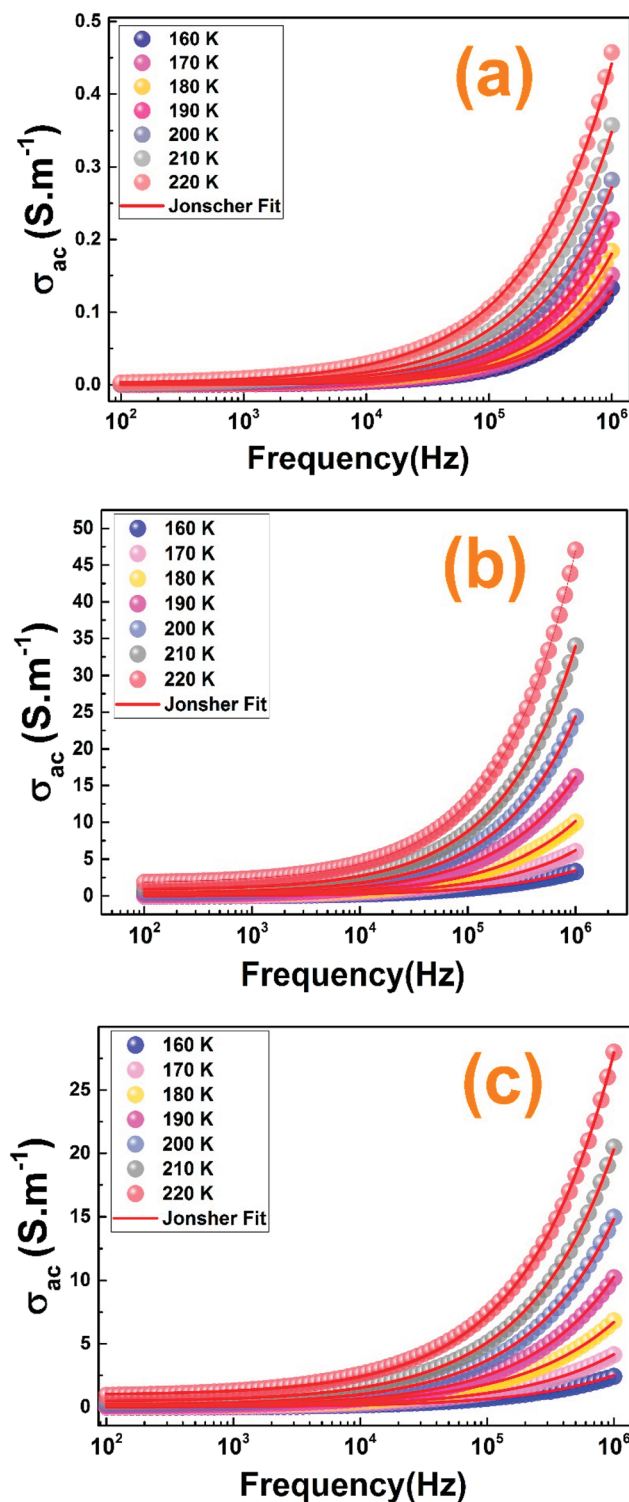 (a)
160 K
170 K
180 K
190 K
200 K
210 K
220 K
Jonscher Fit
0.5
0.4
0.3
0.2
0.1
0.0
σac (S.m-1)
10² 10³ 10⁴ 10⁵ 10⁶
Frequency(Hz)
(b)
160 K
170 K
180 K
190 K
200 K
210 K
220 K
Jonsher Fit
50
45
40
35
30
25
20
15
10
5
0
σac (S.m-1)
10² 10³ 10⁴ 10⁵ 10⁶
Frequency(Hz)
(c)
160 K
170 K
180 K
190 K
200 K
210 K
220 K
Jonsher Fit
25
20
15
10
5
0
σac (S.m-1)
10² 10³ 10⁴ 10⁵ 10⁶
Frequency(Hz)